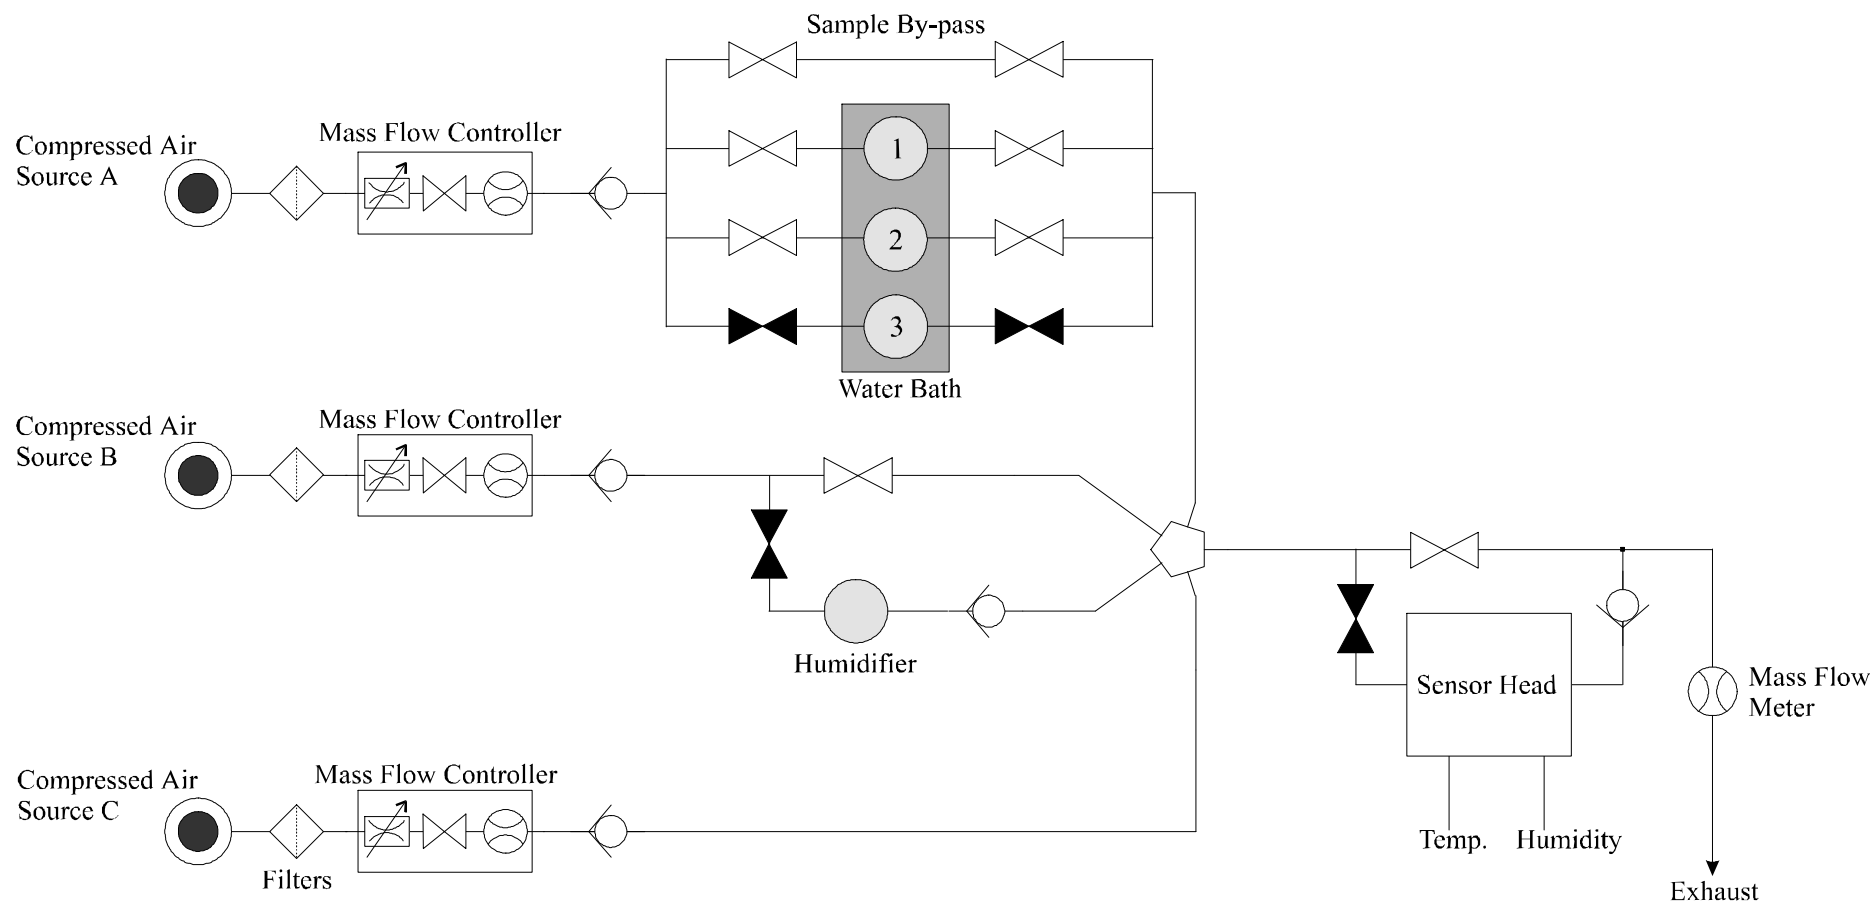 Sample By-pass
Compressed Air
Source A
Mass Flow Controller
1
2
3
Water Bath
Compressed Air
Source B
Mass Flow Controller
Humidifier
Sensor Head
Mass Flow
Meter
Compressed Air
Source C
Mass Flow Controller
Filters
Temp.
Humidity
Exhaust